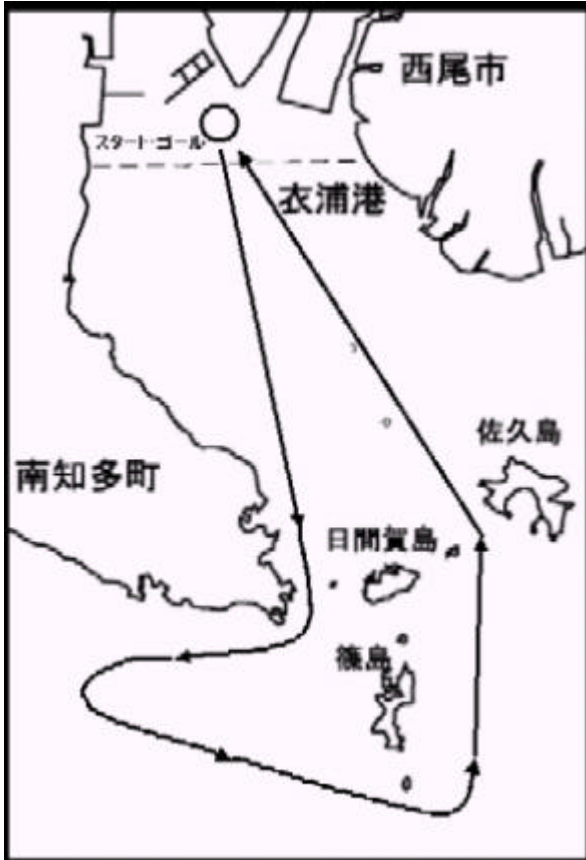 西尾市
スタート・ゴール
衣浦港
佐久島
南知多町
日間賀島
篠島